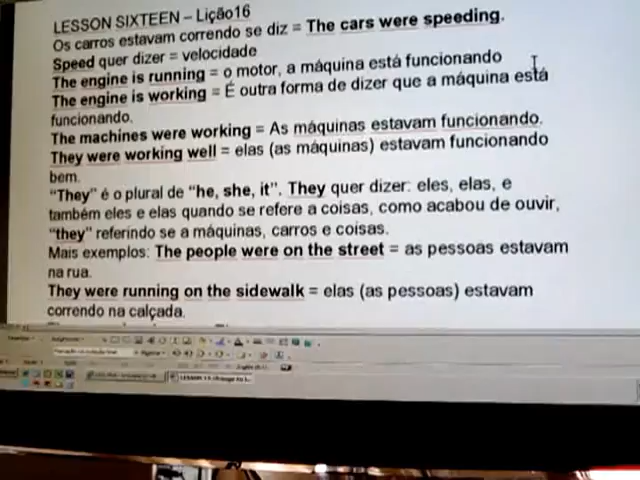 LESSON SIXTEEN – Lição16
Os carros estavam correndo se diz = The cars were speeding.
Speed quer dizer = velocidade
The engine is running = o motor, a máquina está funcionando
The engine is working = É outra forma de dizer que a máquina está
funcionando.
The machines were working = As máquinas estavam funcionando.
They were working well = elas (as máquinas) estavam funcionando
bem.
“They” é o plural de “he, she, it”. They quer dizer: eles, elas, e
também eles e elas quando se refere a coisas, como acabou de ouvir,
“they” referindo se a máquinas, carros e coisas.
Mais exemplos: The people were on the street = as pessoas estavam
na rua.
They were running on the sidewalk = elas (as pessoas) estavam
correndo na calçada.